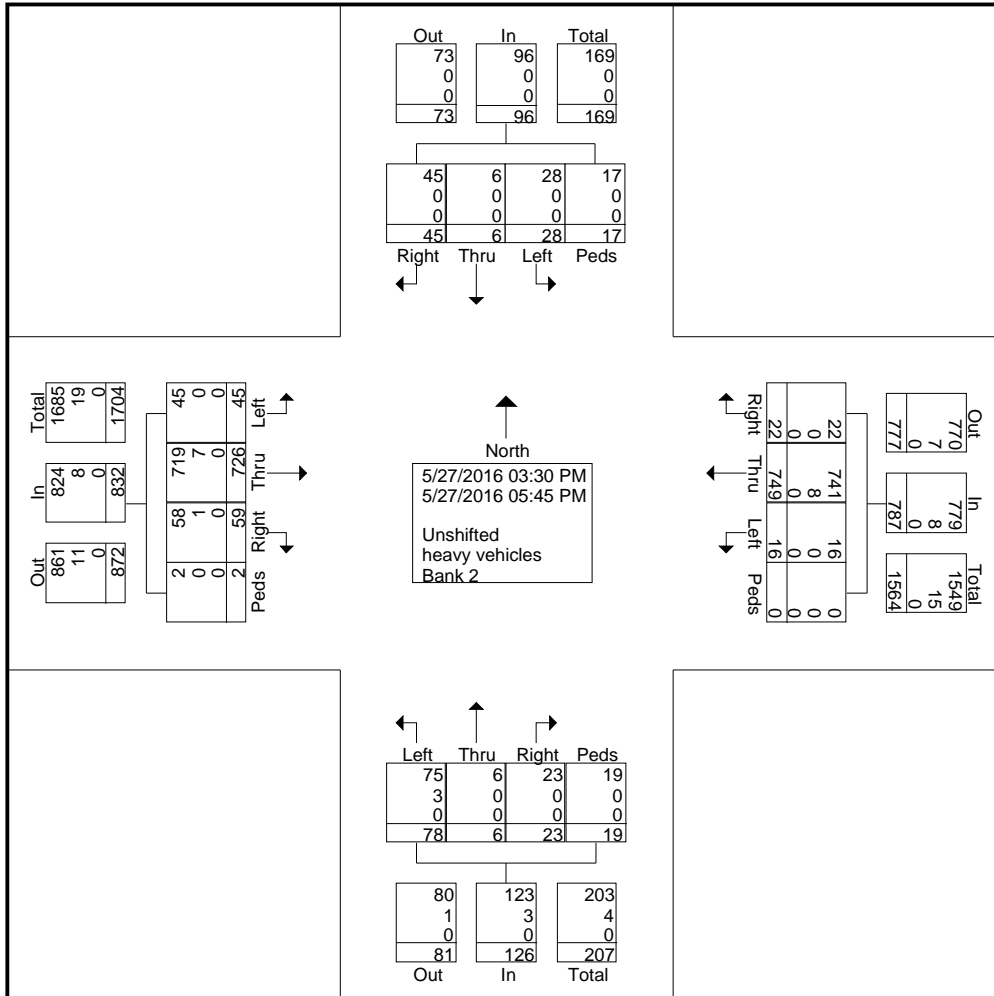 Out In Total
73 96 169
0 0 0
0 0 0
73 96 169
45 6 28 17
0 0 0 0
0 0 0 0
45 6 28 17
Right Thru Left Peds
Total
1685
19
0
1704
In
824
8
0
832
Out
861
11
0
872
45
0
0
45
Left
719
7
0
726
Thru
58
1
0
59
Right
2
0
0
2
Peds
North
5/27/2016 03:30 PM
5/27/2016 05:45 PM
Unshifted
heavy vehicles
Bank 2
Right
22
0
0
22
Thru
741
8
0
749
Left
16
0
0
16
Peds
0
0
0
0
Out
770
7
0
777
In
779
8
0
787
Total
1549
15
0
1564
Left Thru Right Peds
75 6 23 19
3 0 0 0
0 0 0 0
78 6 23 19
80 123 203
1 3 4
0 0 0
81 126 207
Out In Total